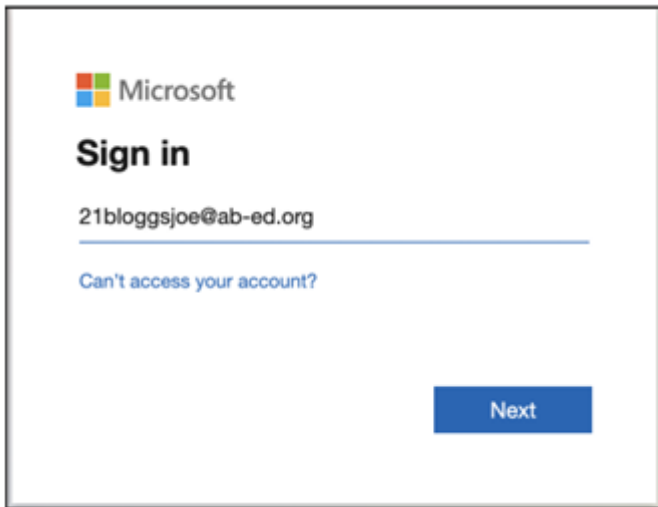 Microsoft
Sign in
21bloggsjoe@ab-ed.org
Can't access your account?
Next